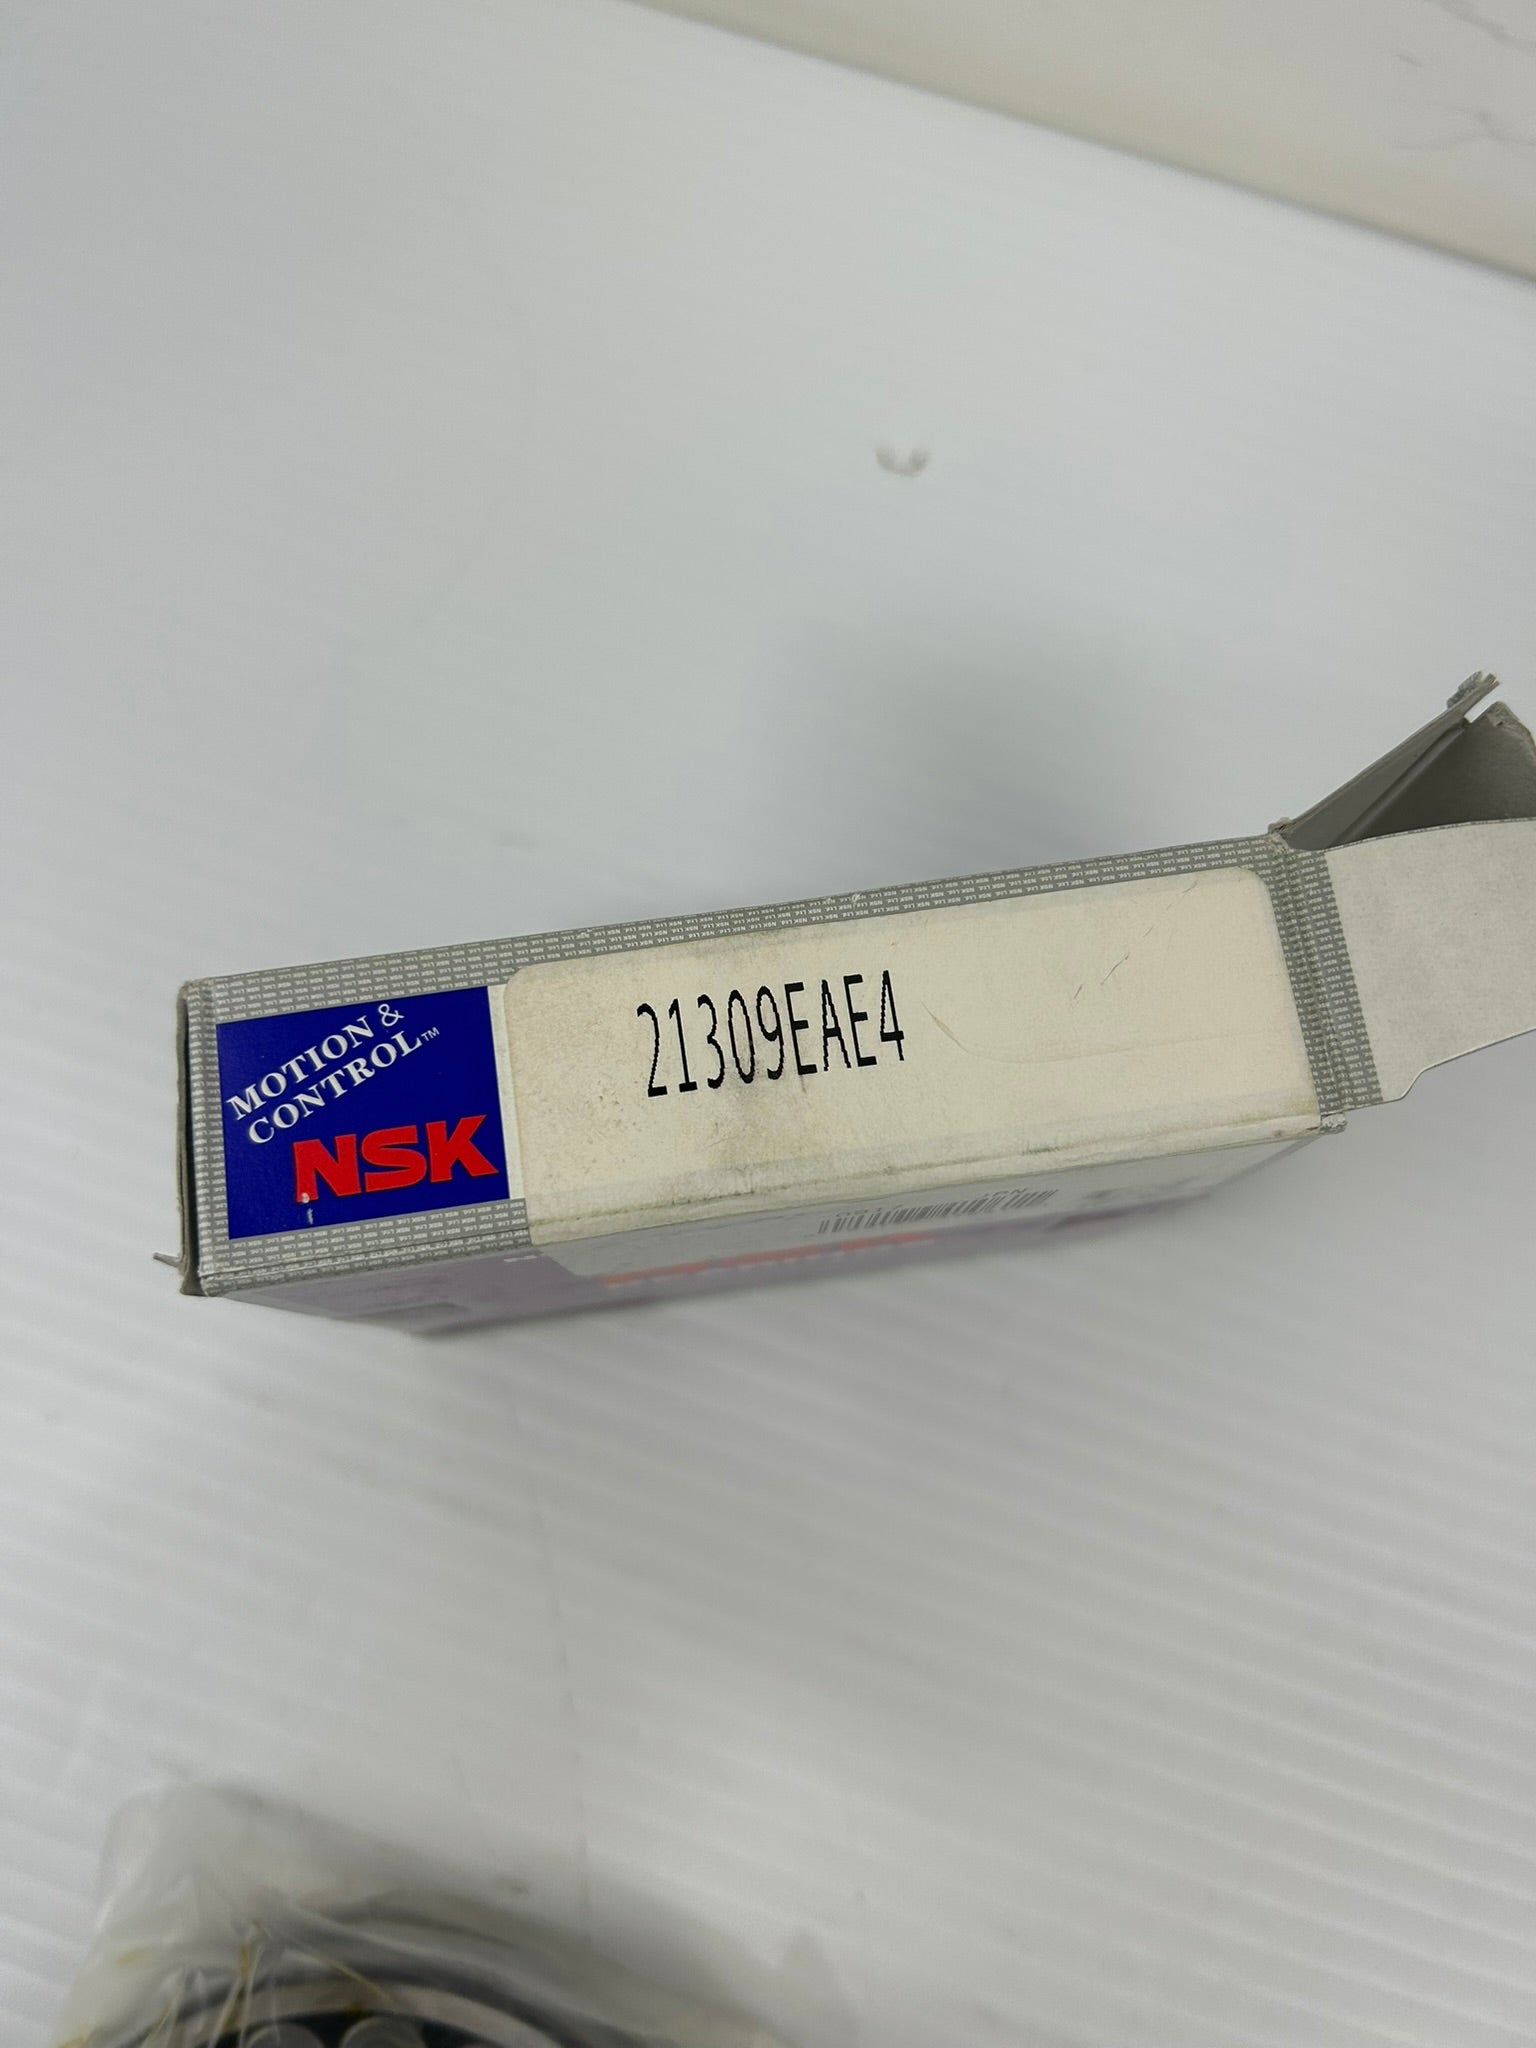 MOTION &
CONTROL™
NSK
21309EAE4